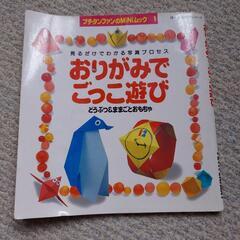 プチタンファンのMINIムック 1
見るだけでわかる写真プロセス
おりがみで
ごっこ遊び
どうぶつ&ままごとおもちゃ